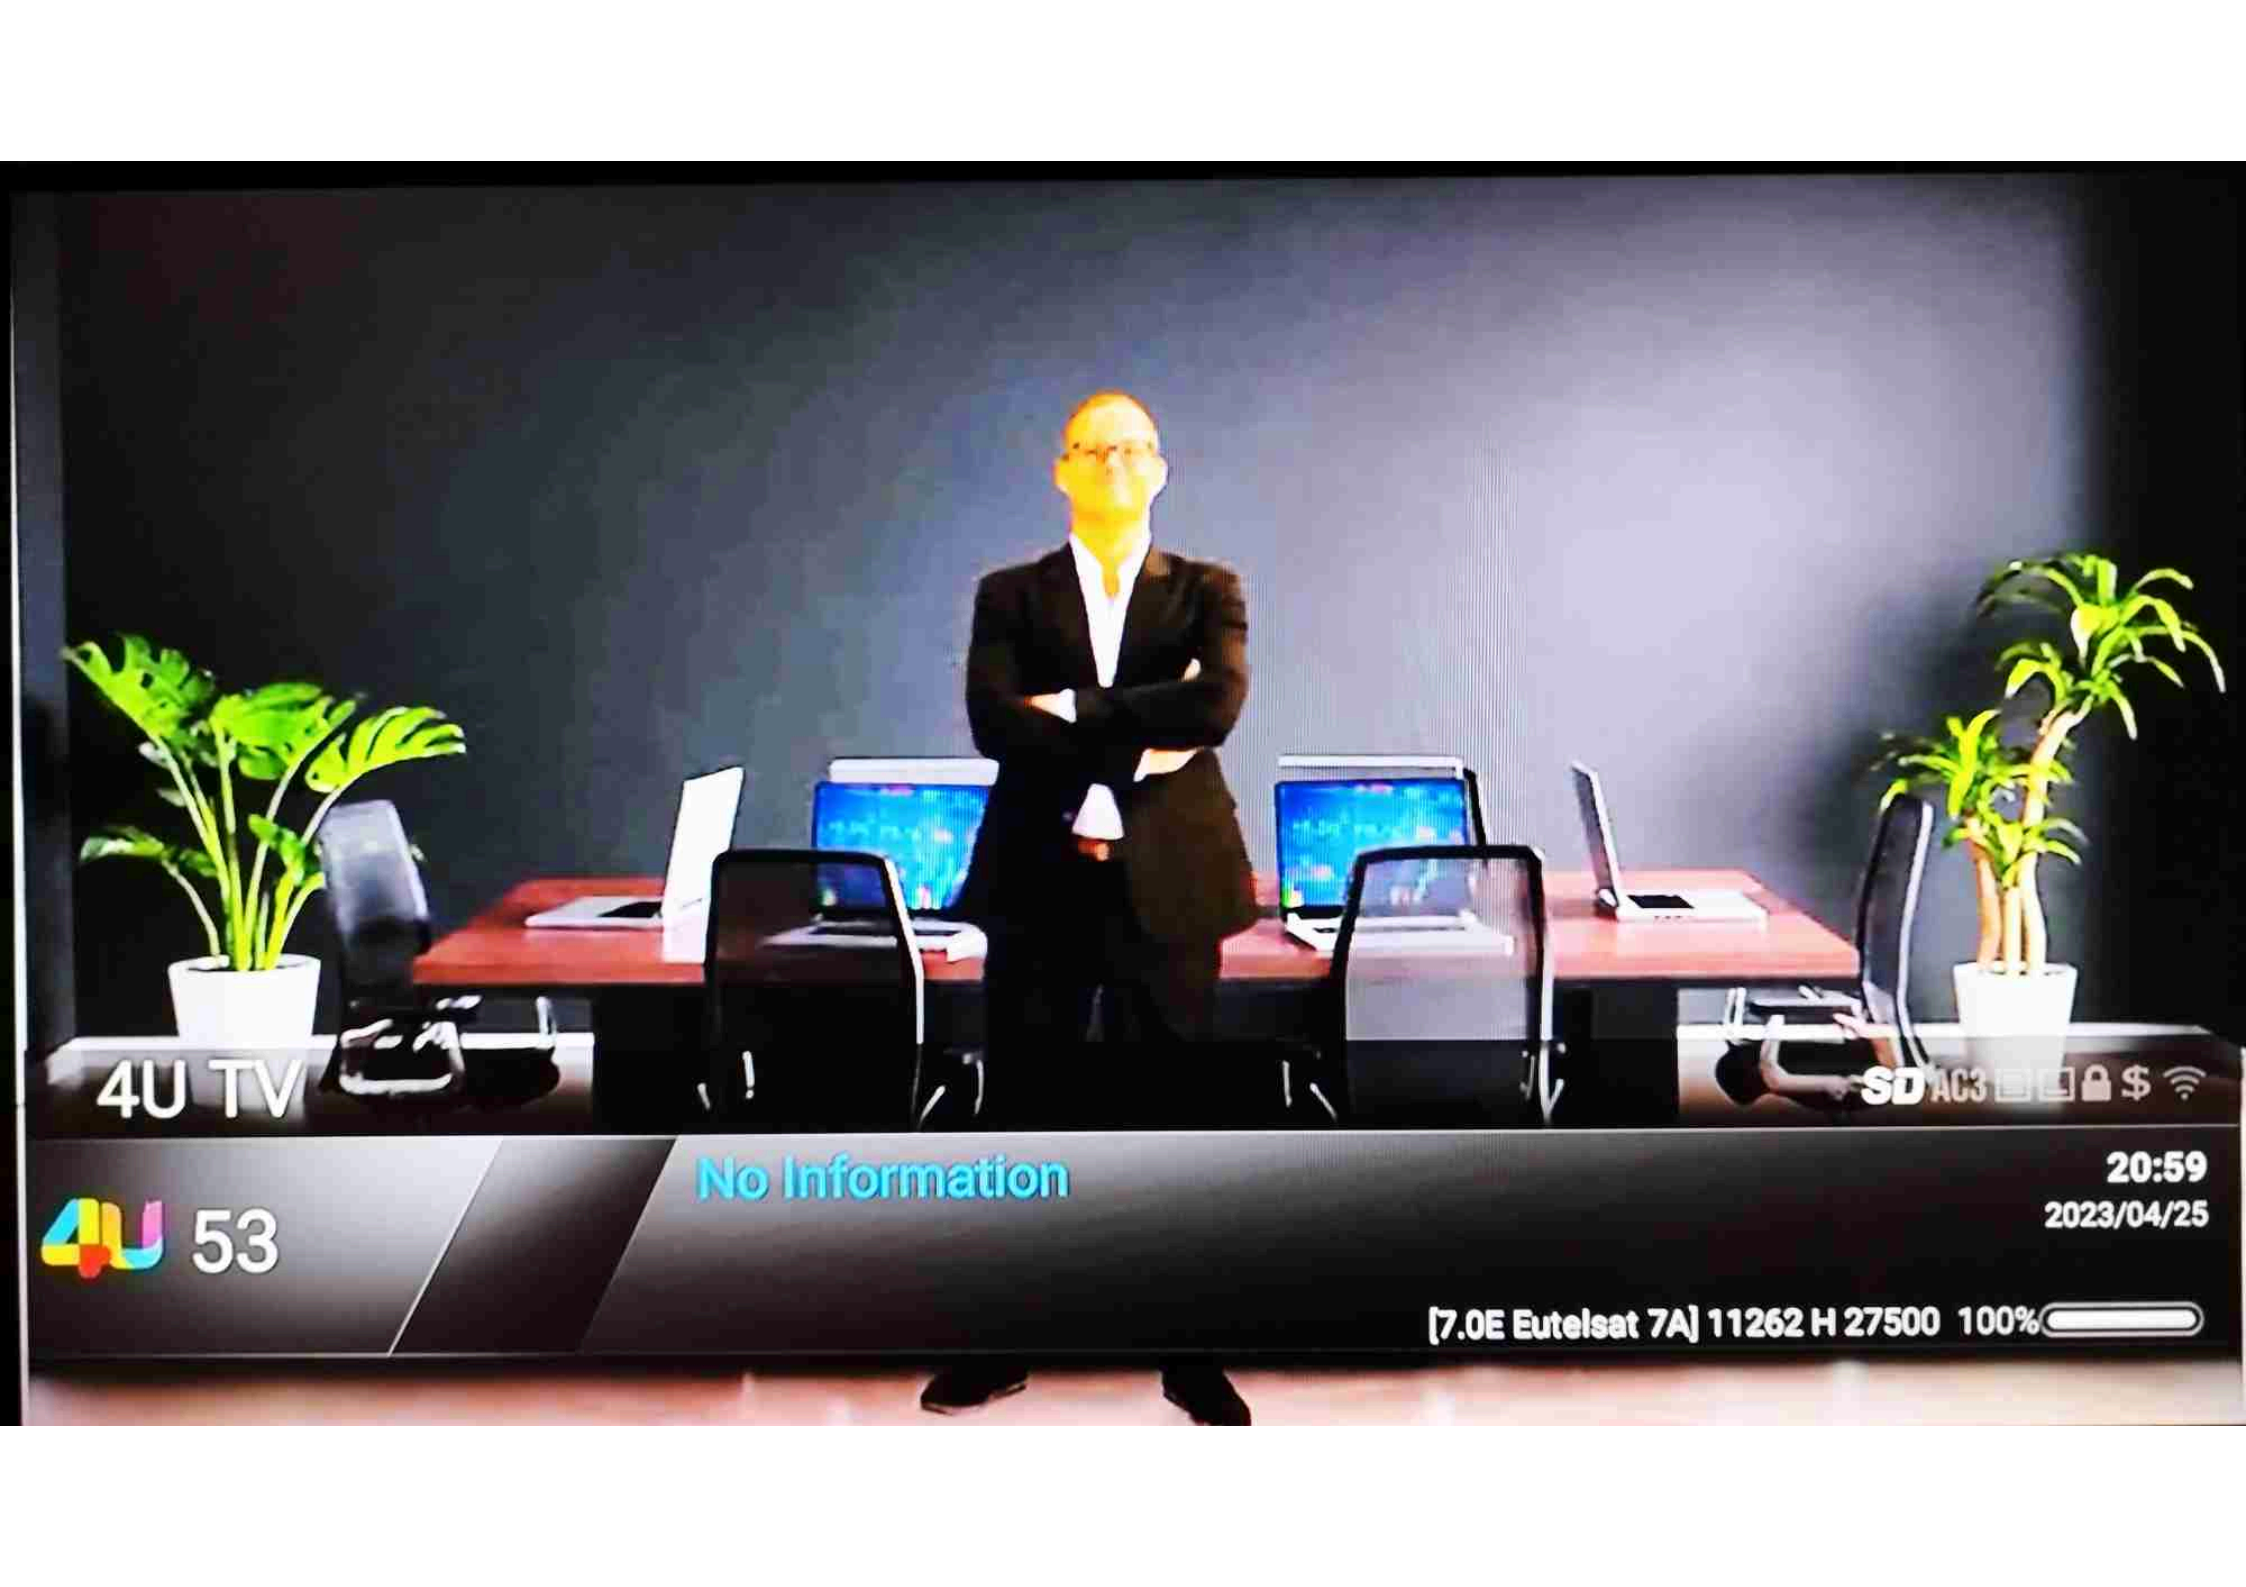 4U TV
SD AC3 $
No Information
20:59
4U 53
2023/04/25
[7.0E Eutelsat 7A] 11262 H 27500 100%